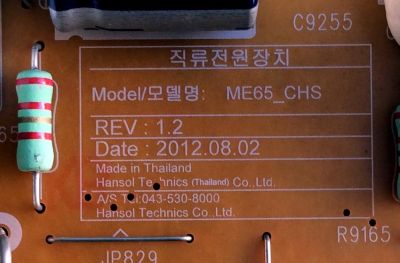 C9255
직류전원장치
Model/모델명: ME65_CHS
REV : 1.2
Date : 2012.08.02
Made in Thailand
Hansol Technics (Thailand) Co.,Ltd.
A/S Tel:043-530-8000
Hansol Technics Co.,Ltd.
R9165
JP829